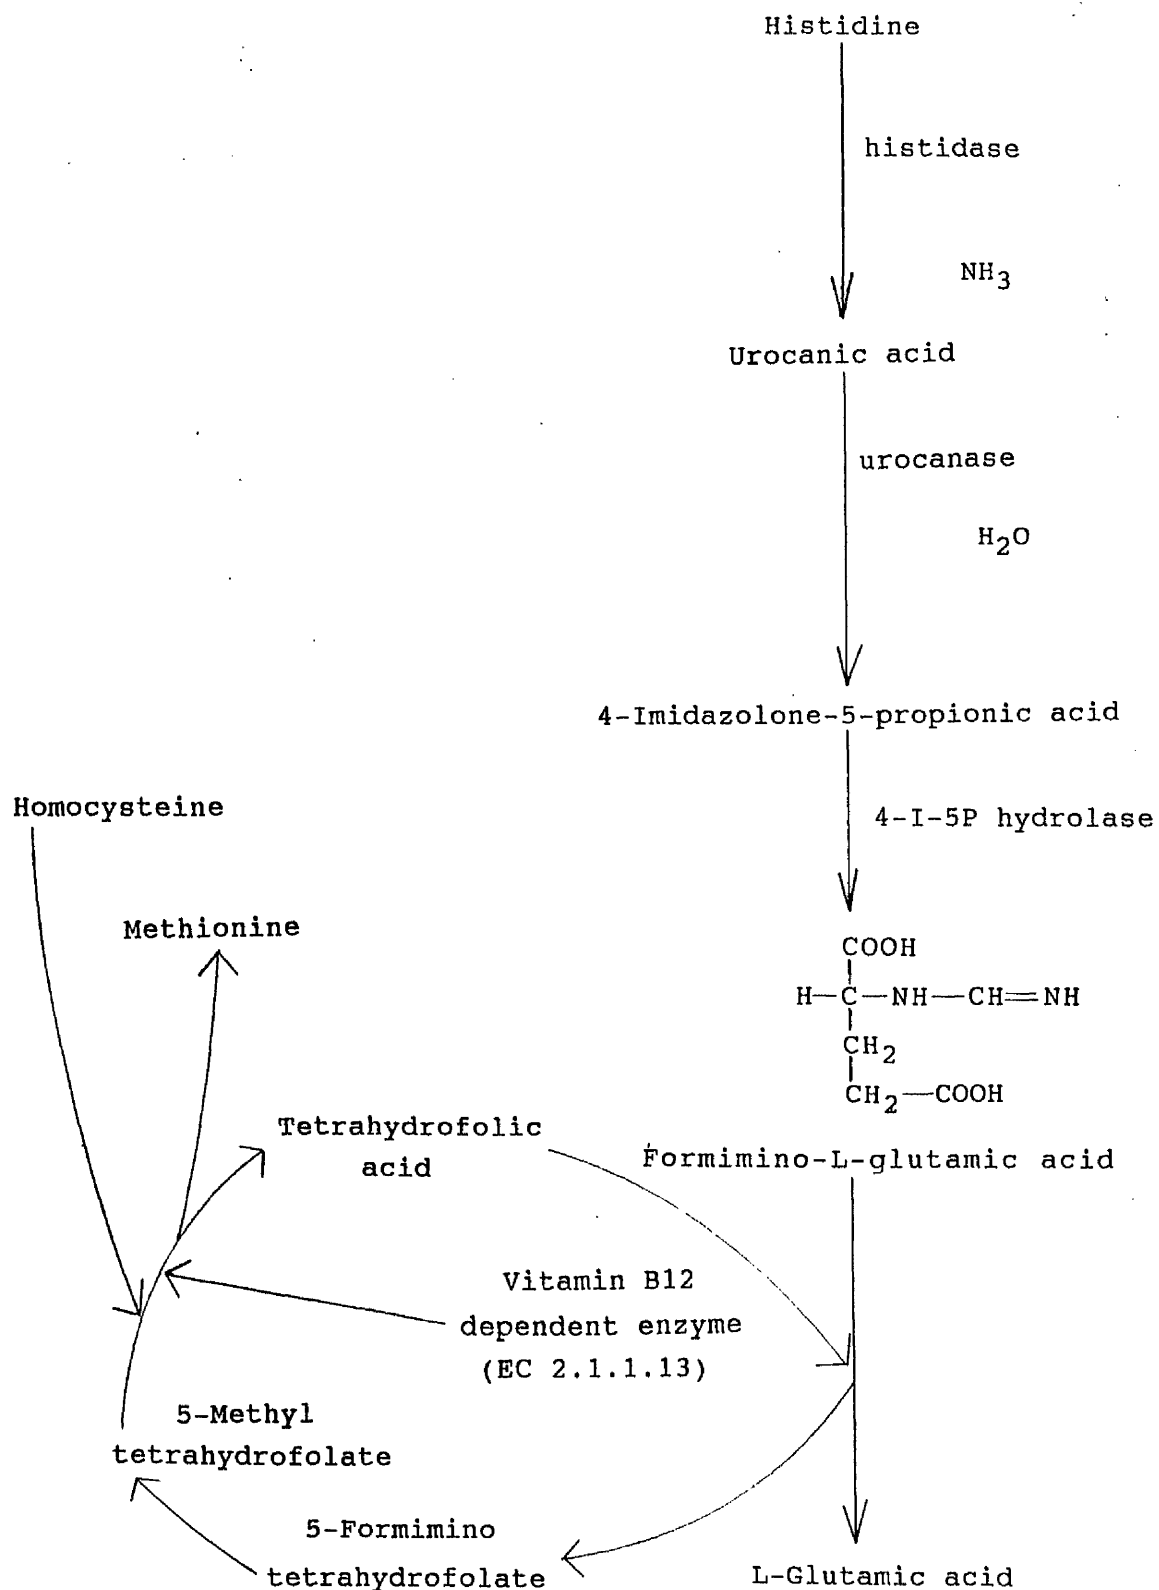 Histidine
histidase
NH3
Urocanic acid
urocanase
H2O
4-Imidazolone-5-propionic acid
Homocysteine
4-I-5P hydrolase
Methionine
COOH
H—C—NH—CH=NH
CH2
CH2—COOH
Tetrahydrofolic
acid
Formimino-L-glutamic acid
Vitamin B12
dependent enzyme
(EC 2.1.1.13)
5-Methyl
tetrahydrofolate
5-Formimino
tetrahydrofolate
L-Glutamic acid